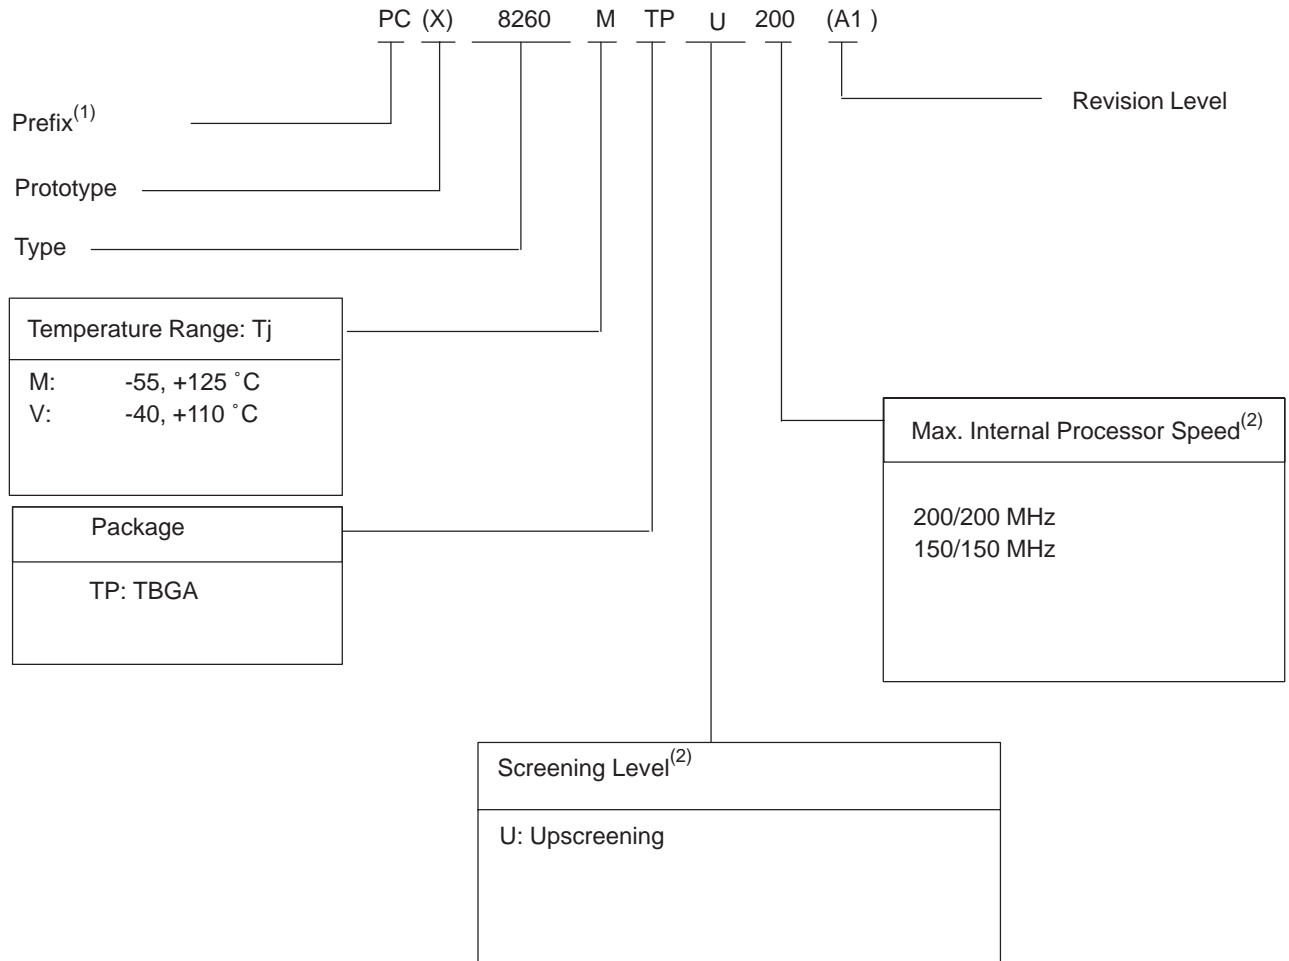 PC (X) 8260 M TP U 200 (A1 )
Revision Level
Prefix(1)
Prototype
Type
Temperature Range: Tj
M: -55, +125 ˚C
V: -40, +110 ˚C
Package
TP: TBGA
Max. Internal Processor Speed(2)
200/200 MHz
150/150 MHz
Screening Level(2)
U: Upscreening